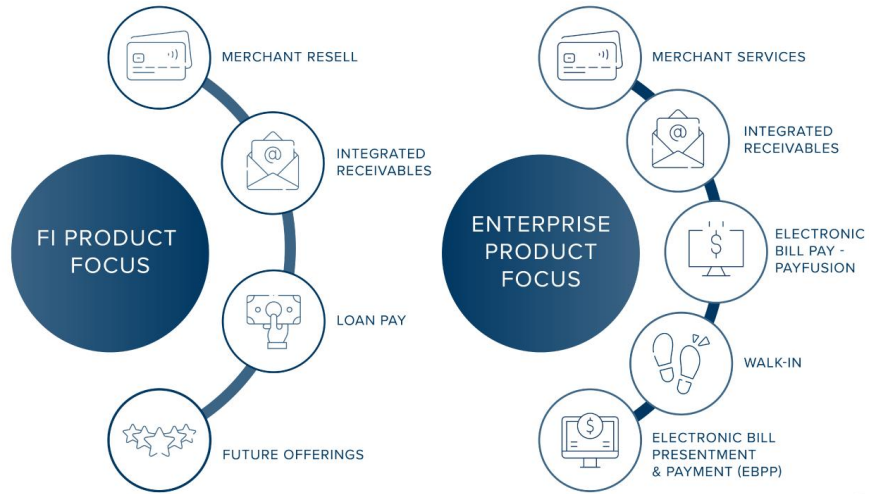 MERCHANT RESELL
INTEGRATED
RECEIVABLES
FI PRODUCT
FOCUS
LOAN PAY
FUTURE OFFERINGS
MERCHANT SERVICES
INTEGRATED
RECEIVABLES
ENTERPRISE
PRODUCT
FOCUS
ELECTRONIC
BILL PAY -
PAYFUSION
WALK-IN
ELECTRONIC BILL
PRESENTMENT
& PAYMENT (EBPP)